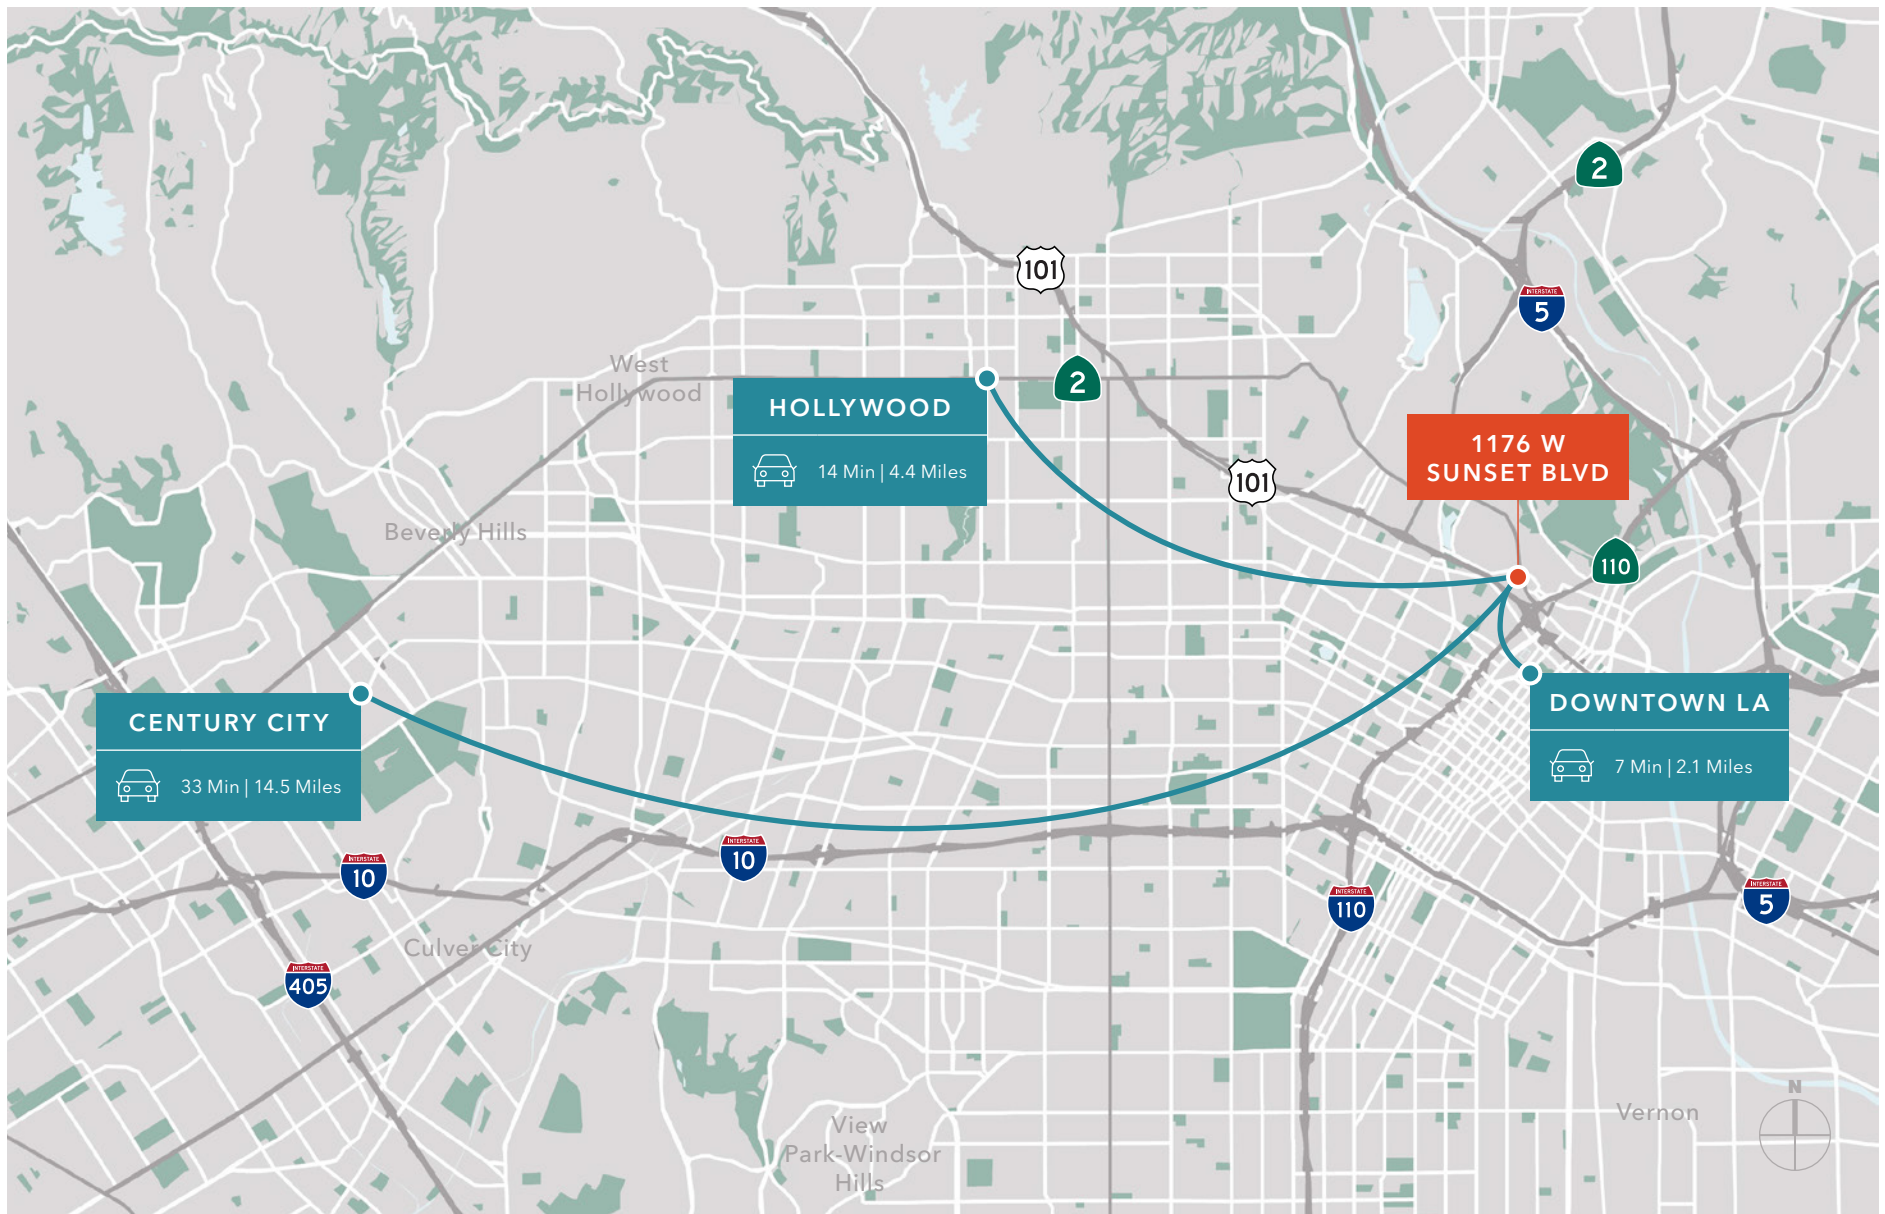 2
101
INTERSTATE
5
West
Hollywood
2
HOLLYWOOD
14 Min | 4.4 Miles
1176 W
SUNSET BLVD
101
Beverly Hills
110
CENTURY CITY
33 Min | 14.5 Miles
DOWNTOWN LA
7 Min | 2.1 Miles
INTERSTATE
10
INTERSTATE
10
INTERSTATE
110
INTERSTATE
5
Culver City
INTERSTATE
405
N
View
Park-Windsor
Hills
Vernon